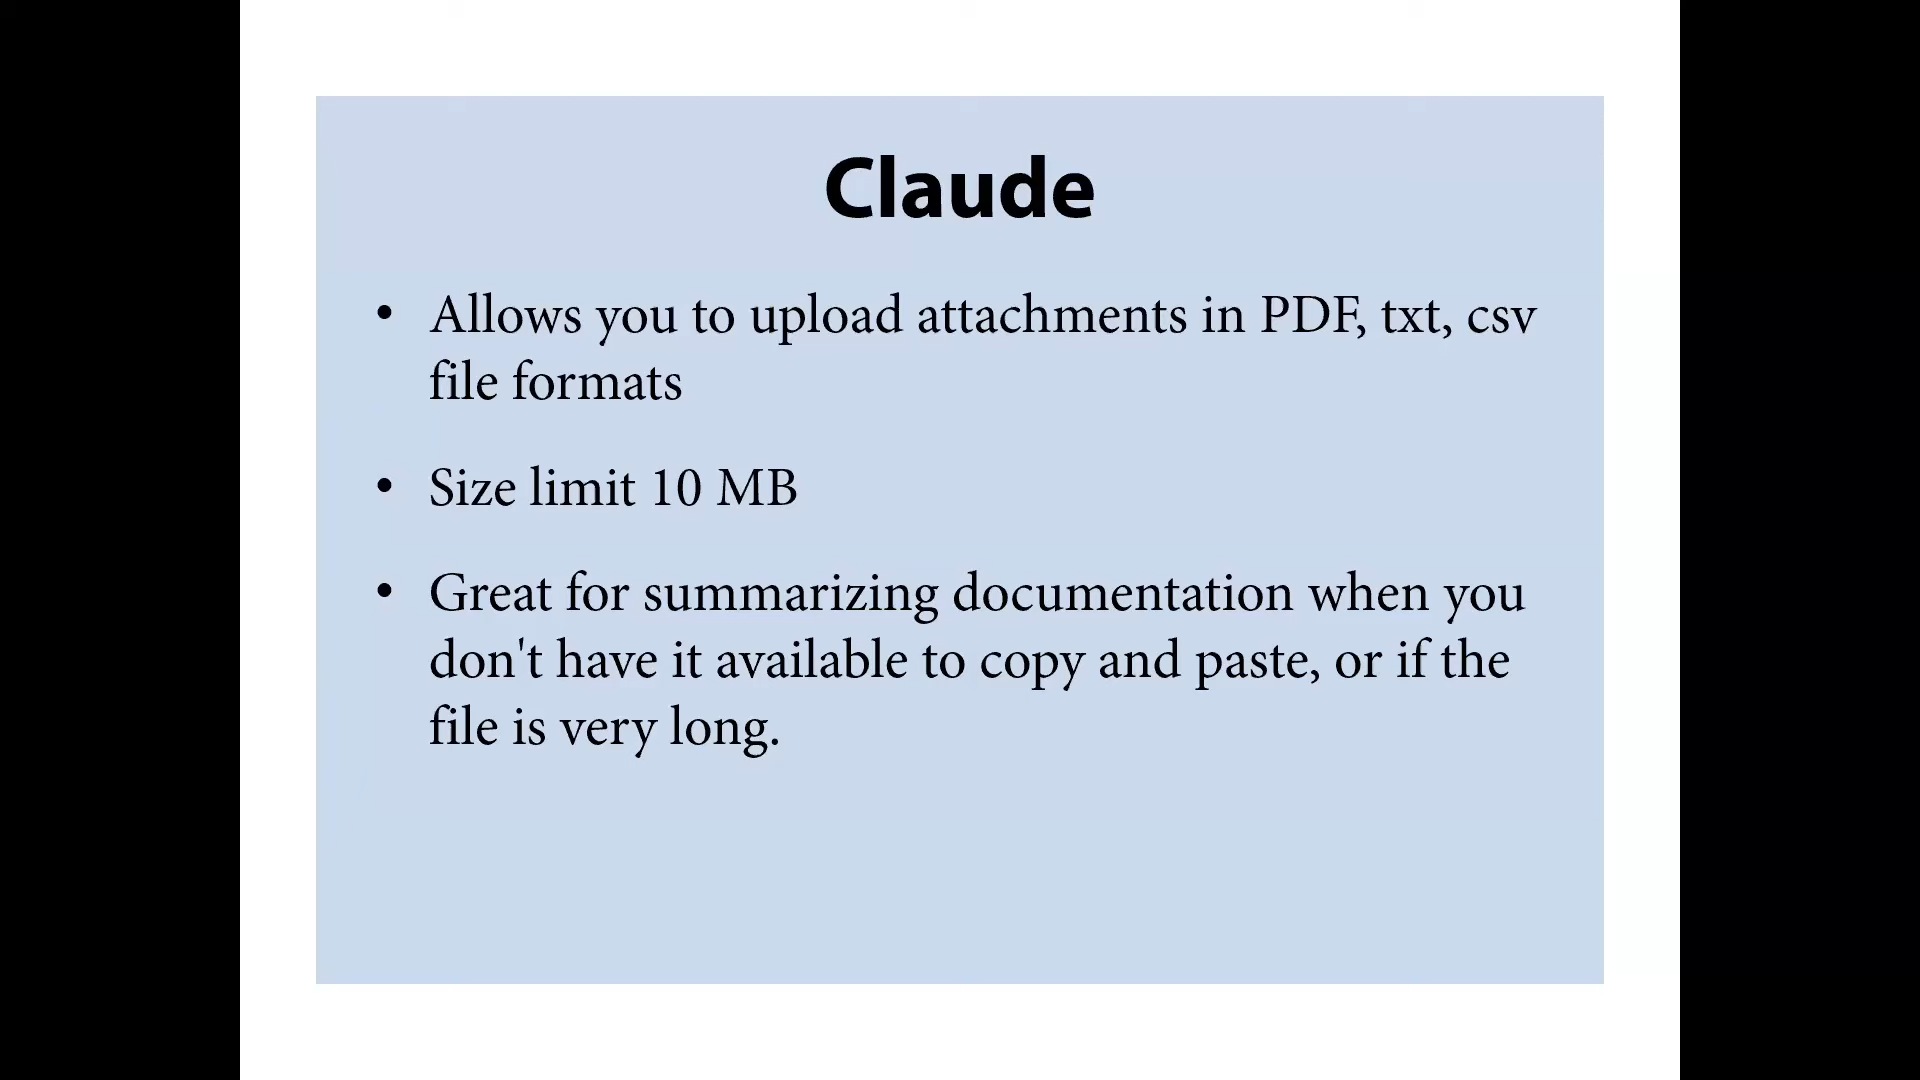 Claude
• Allows you to upload attachments in PDF, txt, csv
file formats
• Size limit 10 MB
• Great for summarizing documentation when you
don't have it available to copy and paste, or if the
file is very long.